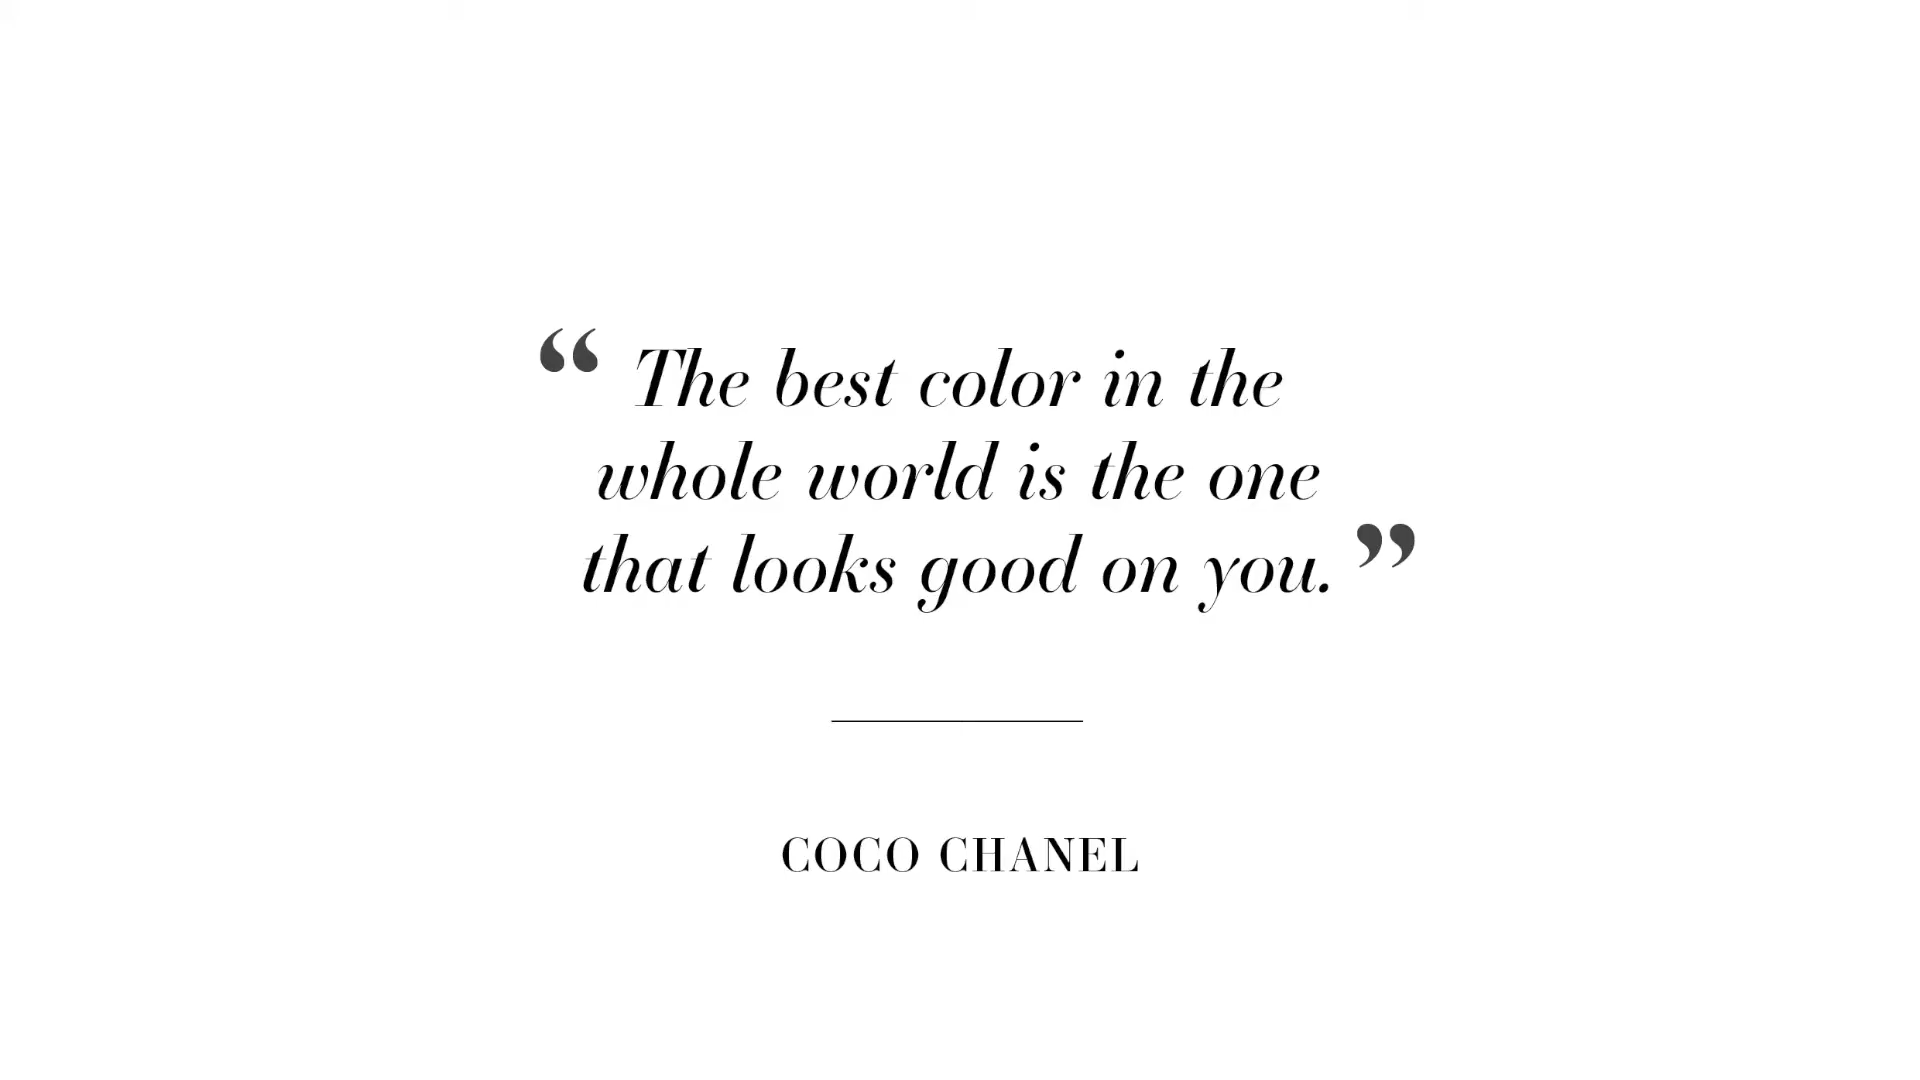 “ The best color in the
whole world is the one
that looks good on you. ”
COCO CHANEL